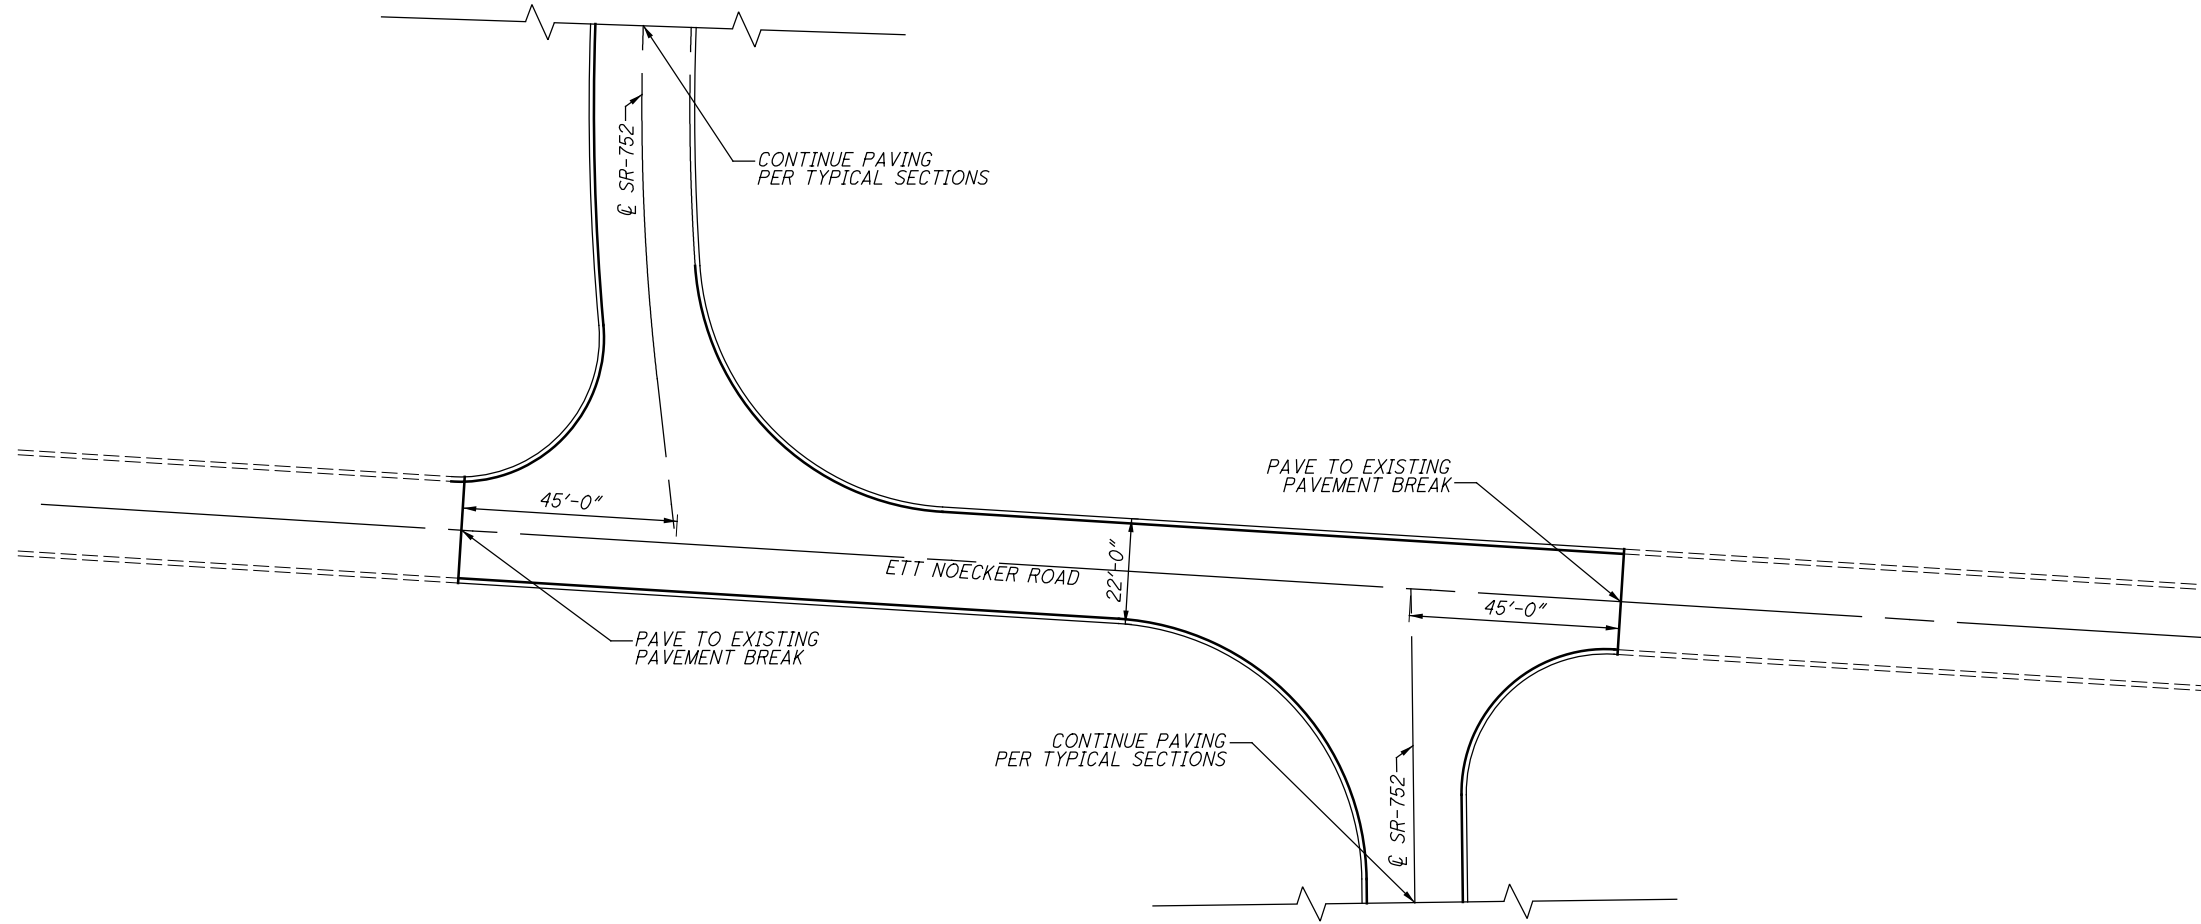 ℄ SR-752
CONTINUE PAVING
PER TYPICAL SECTIONS
45'-0"
PAVE TO EXISTING
PAVEMENT BREAK
ETT NOECKER ROAD
22'-0"
45'-0"
PAVE TO EXISTING
PAVEMENT BREAK
CONTINUE PAVING
PER TYPICAL SECTIONS
℄ SR-752